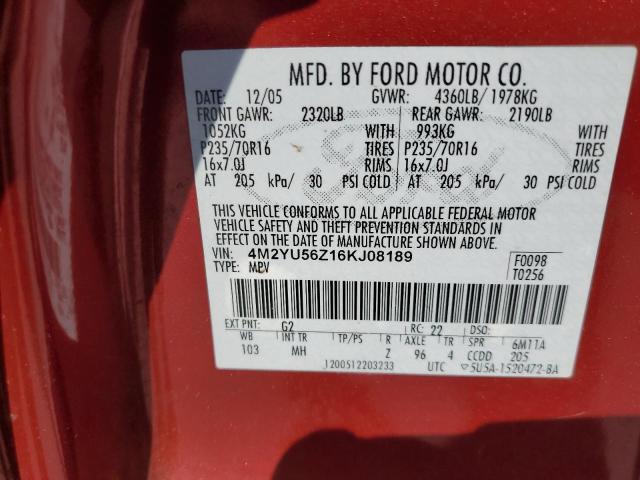 MFD. BY FORD MOTOR CO.
DATE: 12/05 GVWR: 4360LB/ 1978KG
FRONT GAWR: 2320LB REAR GAWR: 2190LB
1052KG WITH 993KG WITH
P235/70R16 TIRES P235/70R16 TIRES
16x7.0J RIMS 16x7.0J RIMS
AT 205 kPa/ 30 PSI COLD AT 205 kPa/ 30 PSI COLD
THIS VEHICLE CONFORMS TO ALL APPLICABLE FEDERAL MOTOR
VEHICLE SAFETY AND THEFT PREVENTION STANDARDS IN
EFFECT ON THE DATE OF MANUFACTURE SHOWN ABOVE.
VIN: 4M2YU56Z16KJ08189 F0098
TYPE: MPV T0256
EXT PNT: G2 RC: 22 DSO:
WB INT TR TP/PS R AXLE TR SPR 6M11A
103 MH Z 96 4 CCDD 205
1200512203233 UTC 5U5A-1520472-BA